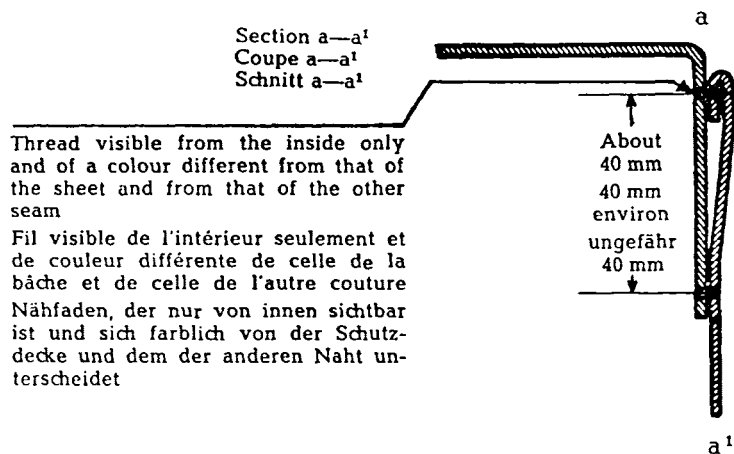 a
Section a—a¹
Coupe a—a¹
Schnitt a—a¹
Thread visible from the inside only
and of a colour different from that of
the sheet and from that of the other
seam
Fil visible de l'intérieur seulement et
de couleur différente de celle de la
bâche et de celle de l'autre couture
Nähfaden, der nur von innen sichtbar
ist und sich farblich von der Schutz-
decke und dem der anderen Naht un-
terscheidet
About
40 mm
40 mm
environ
ungefähr
40 mm
a¹